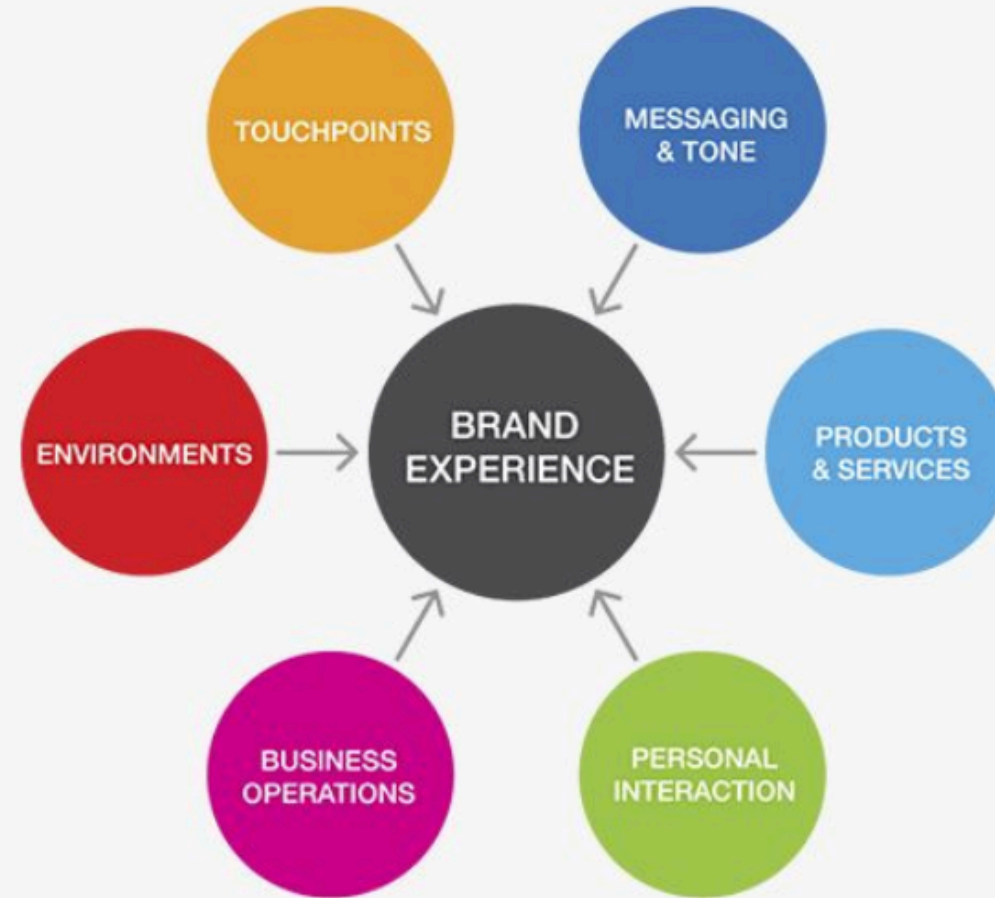 TOUCHPOINTS
MESSAGING
& TONE
ENVIRONMENTS
BRAND
EXPERIENCE
PRODUCTS
& SERVICES
BUSINESS
OPERATIONS
PERSONAL
INTERACTION